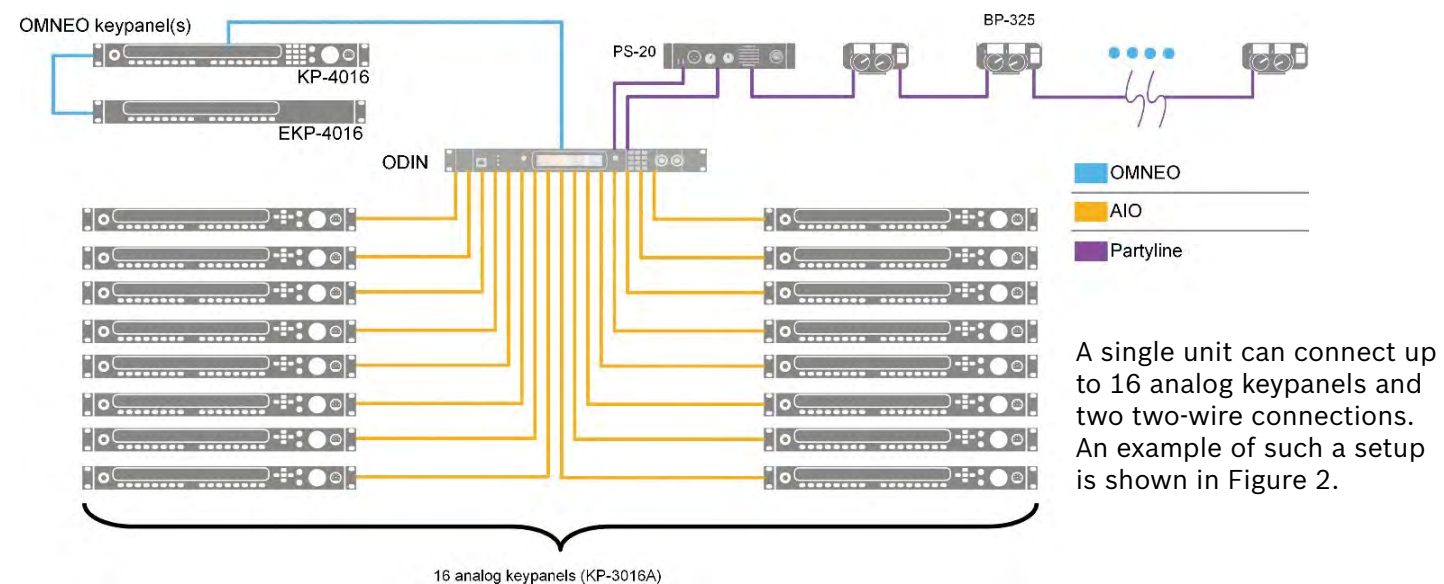 OMNEO keypanel(s)
KP-4016
EKP-4016
PS-20
BP-325
ODIN
OMNEO
AIO
Partyline
A single unit can connect up
to 16 analog keypanels and
two two-wire connections.
An example of such a setup
is shown in Figure 2.
16 analog keypanels (KP-3016A)